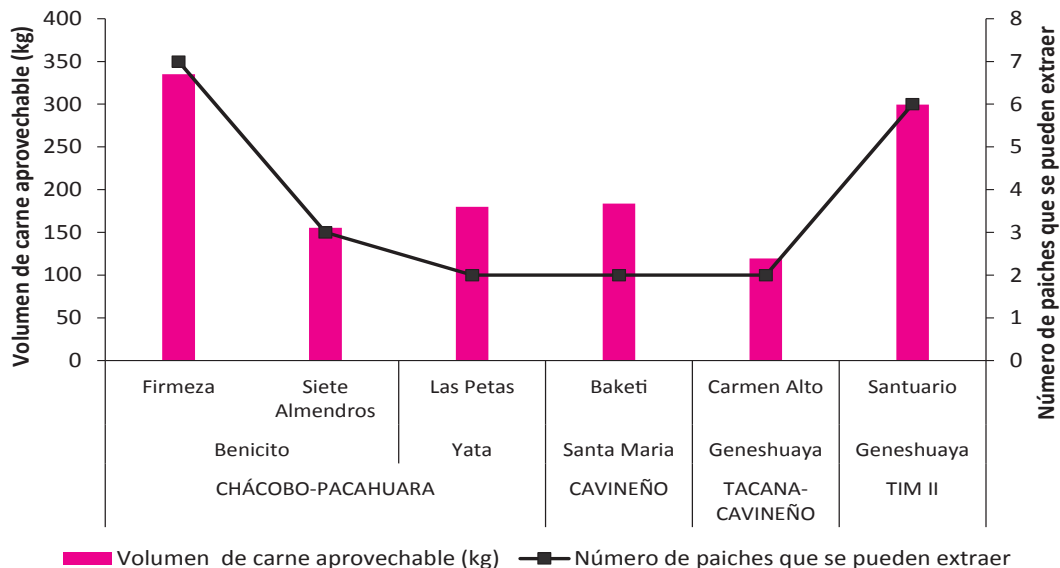 Volumen de carne aprovechable (kg)
400
350
300
250
200
150
100
50
0
8
7
6
5
4
3
2
1
0
Número de paiches que se pueden extraer
Firmeza
Siete
Almendros
Las Petas
Baketi
Carmen Alto
Santuario
Benicito
Yata
Santa Maria
Geneshuaya
Geneshuaya
CHÁCOBO-PACAHUARA
CAVINEÑO
TACANA-
CAVINEÑO
TIM II
Volumen de carne aprovechable (kg)
Número de paiches que se pueden extraer